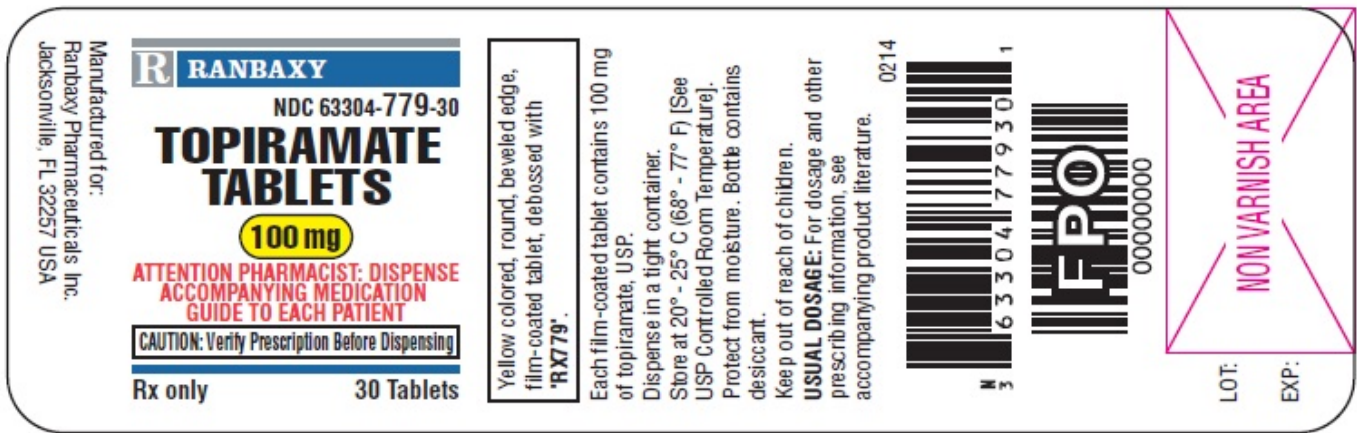 Manufactured for:
Ranbaxy Pharmaceuticals Inc.
Jacksonville, FL 32257 USA
R RANBAXY
NDC 63304-779-30
TOPIRAMATE
TABLETS
100 mg
ATTENTION PHARMACIST: DISPENSE
ACCOMPANYING MEDICATION
GUIDE TO EACH PATIENT
CAUTION: Verify Prescription Before Dispensing
Rx only 30 Tablets
Yellow colored, round, beveled edge,
film-coated tablet, debossed with
"RX779".
Each film-coated tablet contains 100 mg
of topiramate, USP.
Dispense in a tight container.
Store at 20° - 25° C (68° - 77° F) [See
USP Controlled Room Temperature].
Protect from moisture. Bottle contains
desiccant.
Keep out of reach of children.
USUAL DOSAGE: For dosage and other
prescribing information, see
accompanying product literature.
0214
N
3 63304 77930 1
FPO
00000000
NON VARNISH AREA
LOT:
EXP: